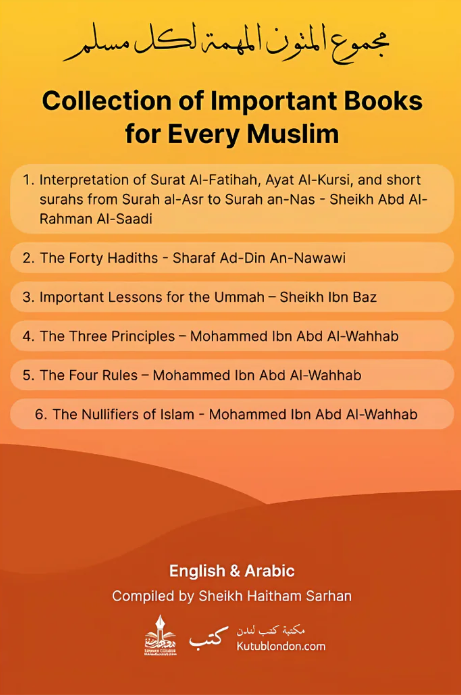 مجموع المتون المهمة لكل مسلم
Collection of Important Books
for Every Muslim
1. Interpretation of Surat Al-Fatihah, Ayat Al-Kursi, and short
surahs from Surah al-Asr to Surah an-Nas - Sheikh Abd Al-
Rahman Al-Saadi
2. The Forty Hadiths - Sharaf Ad-Din An-Nawawi
3. Important Lessons for the Ummah – Sheikh Ibn Baz
4. The Three Principles – Mohammed Ibn Abd Al-Wahhab
5. The Four Rules – Mohammed Ibn Abd Al-Wahhab
6. The Nullifiers of Islam - Mohammed Ibn Abd Al-Wahhab
English & Arabic
Compiled by Sheikh Haitham Sarhan
كتب
مكتبة كتب لندن
Kutublondon.com